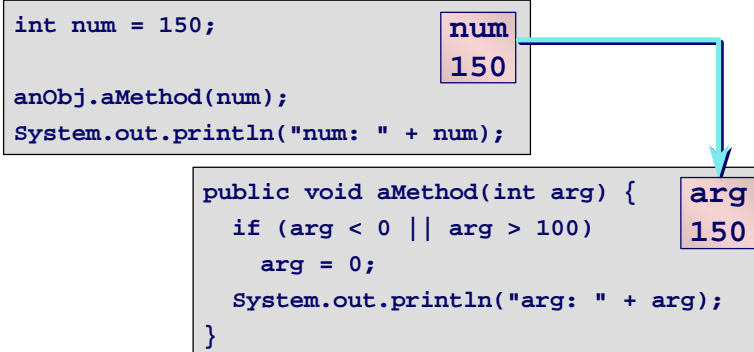 int num = 150;
num
150
anObj.aMethod(num);
System.out.println("num: " + num);
public void aMethod(int arg) {
arg
150
if (arg < 0 || arg > 100)
arg = 0;
System.out.println("arg: " + arg);
}